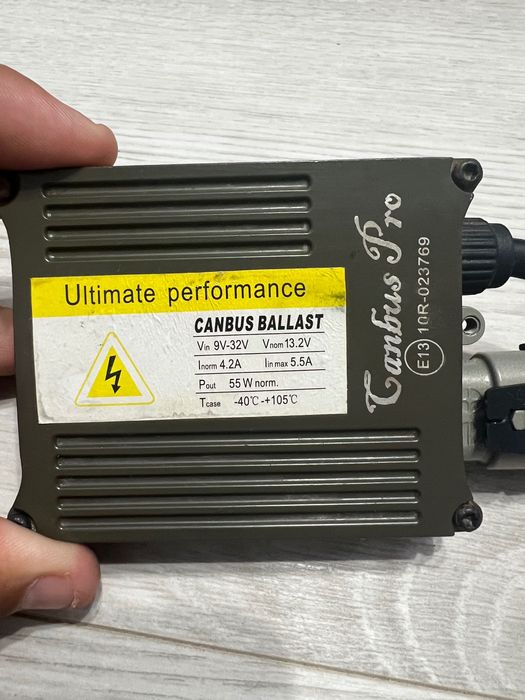 Ultimate performance
CANBUS BALLAST
Vin 9V-32V Vnom 13.2V
Inorm 4.2A Iin max 5.5A
Pout 55 W norm.
Tcase -40℃-+105℃
Canbus Pro
E13 10R-023769